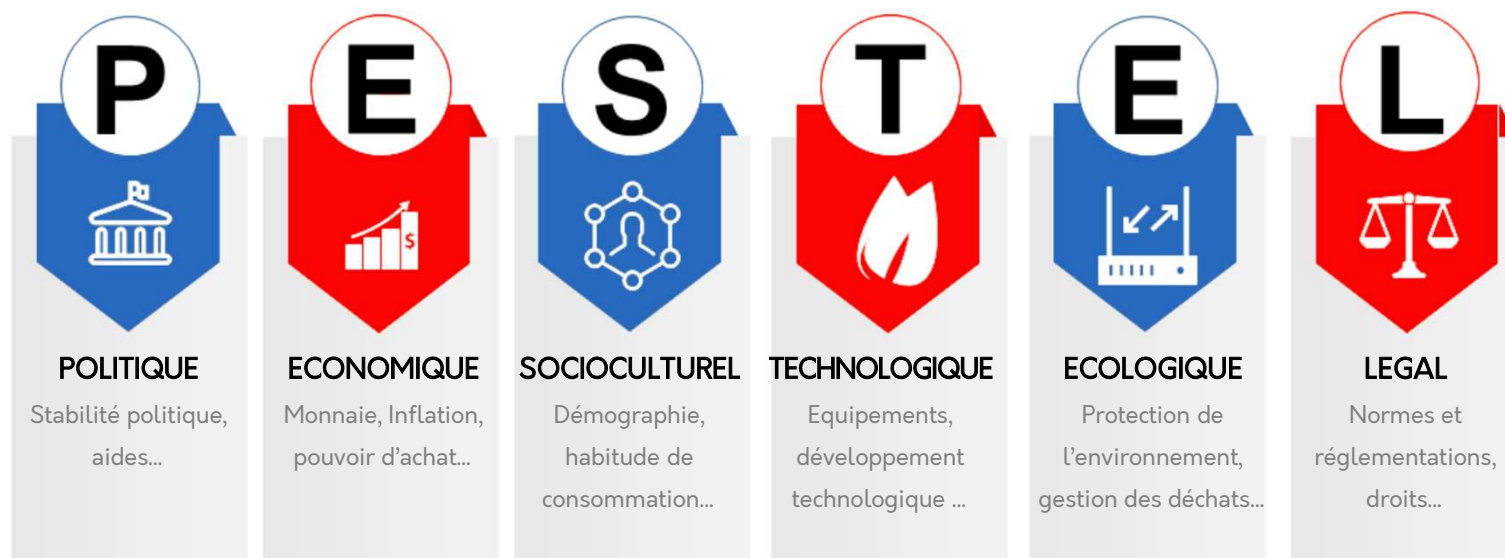 P
POLITIQUE
Stabilité politique,
aides...
E
ECONOMIQUE
Monnaie, Inflation,
pouvoir d'achat...
$
S
SOCIOCULTUREL
Démographie,
habitude de
consommation...
T
TECHNOLOGIQUE
Equipements,
développement
technologique ...
E
ECOLOGIQUE
Protection de
l'environnement,
gestion des déchats...
L
LEGAL
Normes et
réglementations,
droits...